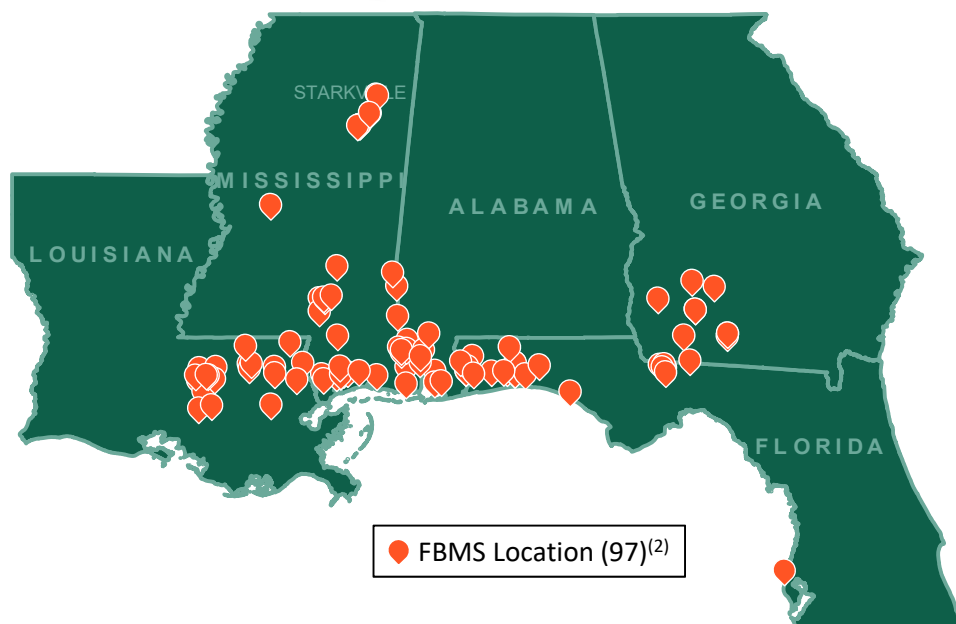 STARKVILLE
MISSISSIPPI
ALABAMA
GEORGIA
LOUISIANA
FLORIDA
FBMS Location (97)(2)